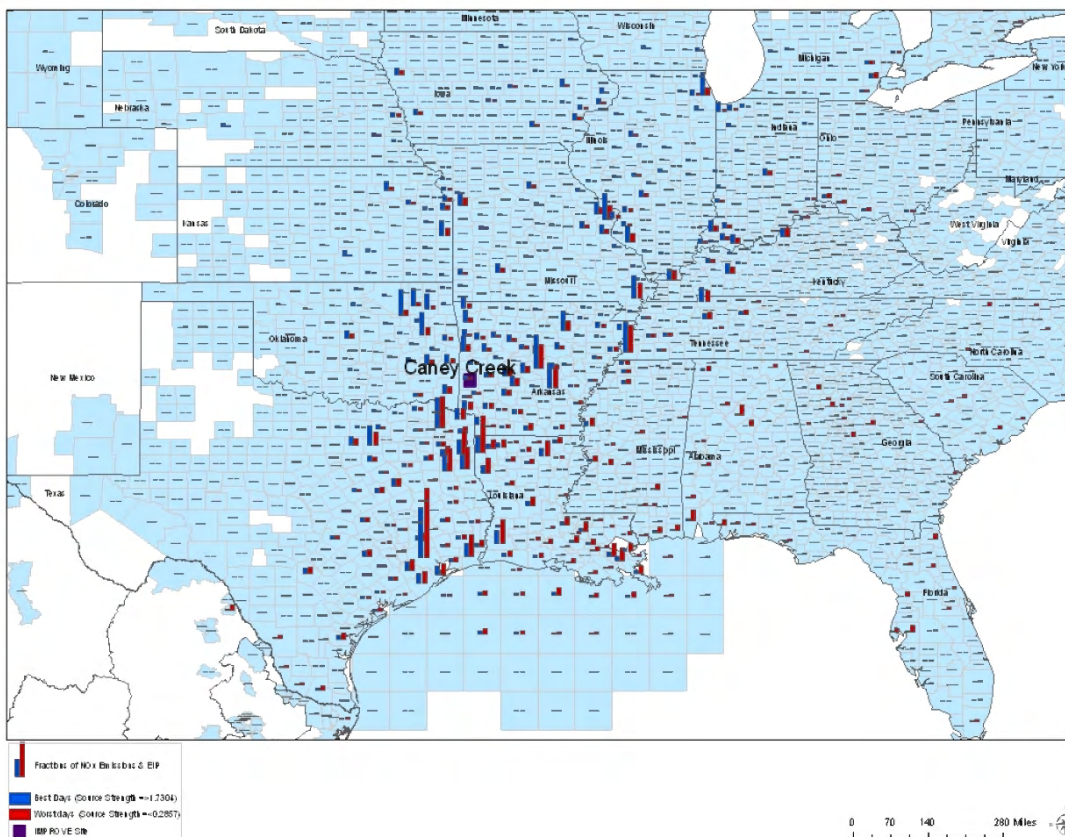 Minnesota
Wisconsin
South Dakota
Michigan
New York
Wyoming
Iowa
Nebraska
Pennsylvania
Indiana
Ohio
Illinois
Maryland
Colorado
Kansas
West Virginia
Virginia
Missouri
Kentucky
Oklahoma
Tennessee
North Carolina
Caney Creek
New Mexico
South Carolina
Arkansas
Mississippi
Alabama
Georgia
Texas
Louisiana
Florida
Fractions of NOx Emissions & EIP
Best Days (Source Strength =>1.7304)
Worstdays (Source Strength =<0.2857)
IMPROVE Site
0 70 140 280 Miles